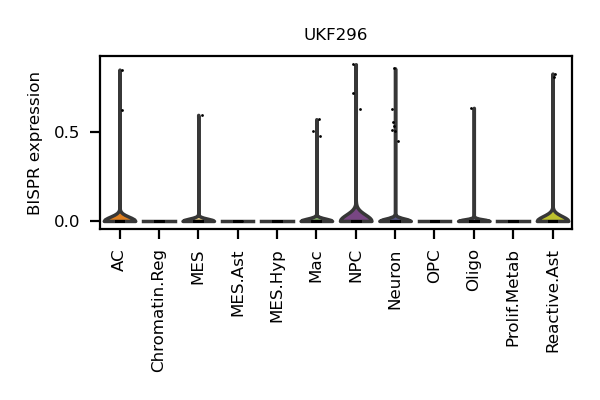 UKF296
BISPR expression
0.5
0.0
AC
Chromatin.Reg
MES
MES.Ast
MES.Hyp
Mac
NPC
Neuron
OPC
Oligo
Prolif.Metab
Reactive.Ast